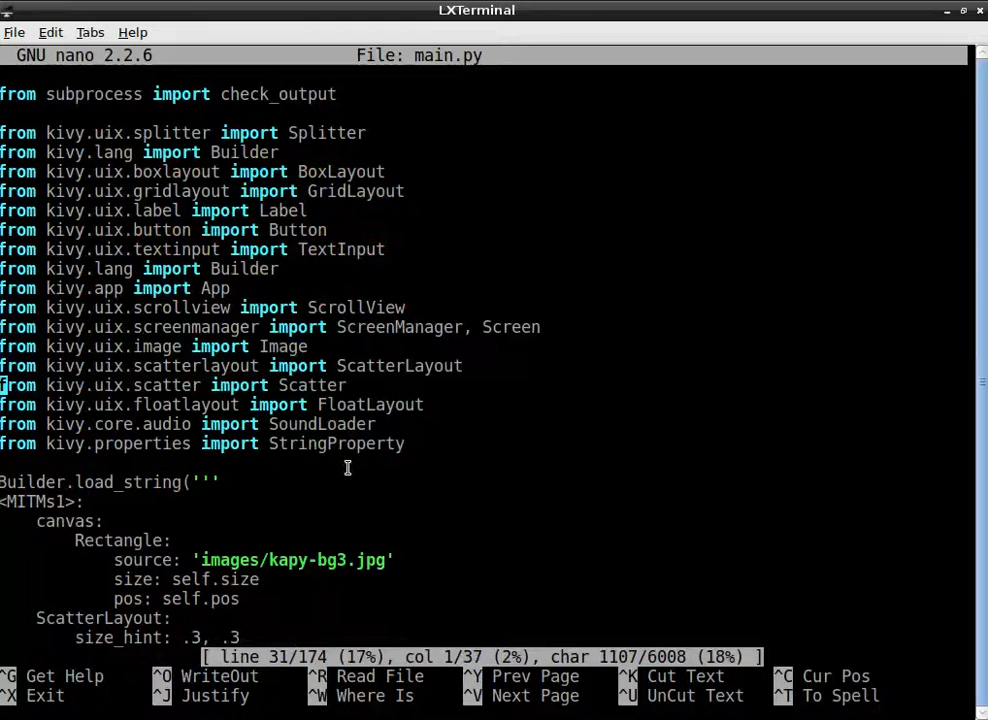 LXTerminal
File Edit Tabs Help
GNU nano 2.2.6 File: main.py
from subprocess import check_output
from kivy.uix.splitter import Splitter
from kivy.lang import Builder
from kivy.uix.boxlayout import BoxLayout
from kivy.uix.gridlayout import GridLayout
from kivy.uix.label import Label
from kivy.uix.button import Button
from kivy.uix.textinput import TextInput
from kivy.lang import Builder
from kivy.app import App
from kivy.uix.scrollview import ScrollView
from kivy.uix.screenmanager import ScreenManager, Screen
from kivy.uix.image import Image
from kivy.uix.scatterlayout import ScatterLayout
from kivy.uix.scatter import Scatter
from kivy.uix.floatlayout import FloatLayout
from kivy.core.audio import SoundLoader
from kivy.properties import StringProperty
Builder.load_string('''
<MITMs1>:
canvas:
Rectangle:
source: 'images/kapy-bg3.jpg'
size: self.size
pos: self.pos
ScatterLayout:
size_hint: .3, .3
[ line 31/174 (17%), col 1/37 (2%), char 1107/6008 (18%) ]
^G Get Help ^O WriteOut ^R Read File ^Y Prev Page ^K Cut Text ^C Cur Pos
^X Exit ^J Justify ^W Where Is ^V Next Page ^U UnCut Text ^T To Spell